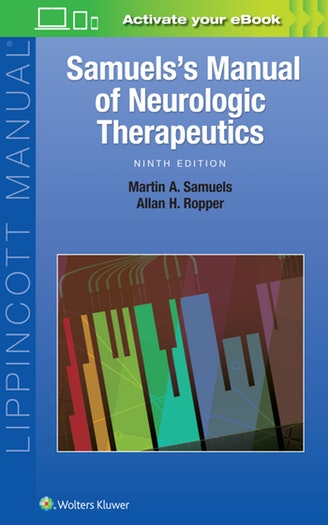 Activate your eBook
Samuels's Manual
of Neurologic
Therapeutics
NINTH EDITION
Martin A. Samuels
Allan H. Ropper
LIPPINCOTT MANUAL®
Wolters Kluwer